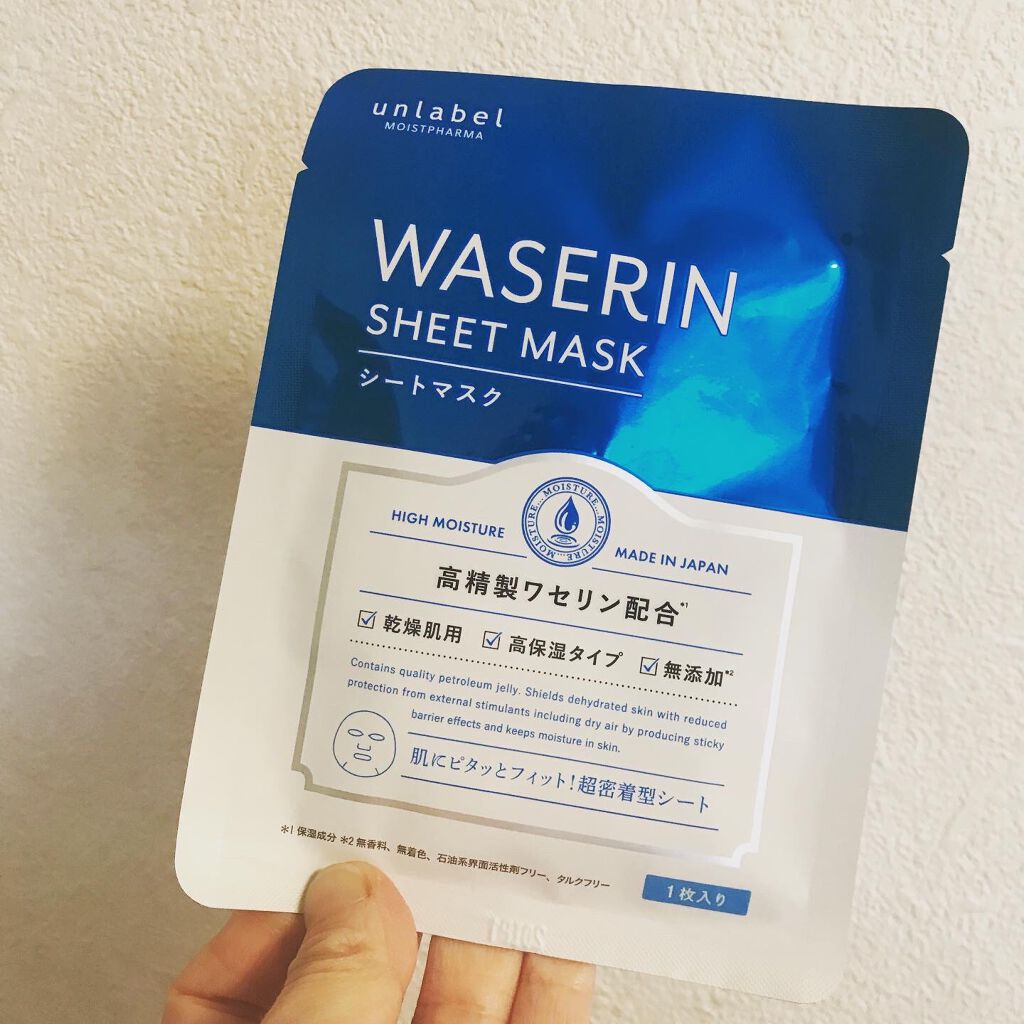 unlabel
MOISTPHARMA
WASERIN
SHEET MASK
シートマスク
MOISTURE...MOISTURE...MOISTURE...
HIGH MOISTURE
MADE IN JAPAN
高精製ワセリン配合*1
☑ 乾燥肌用 ☑ 高保湿タイプ ☑ 無添加*2
Contains quality petroleum jelly. Shields dehydrated skin with reduced
protection from external stimulants including dry air by producing sticky
barrier effects and keeps moisture in skin.
肌にピタッとフィット!超密着型シート
*1 保湿成分 *2 無香料、無着色、石油系界面活性剤フリー、タルクフリー
1枚入り